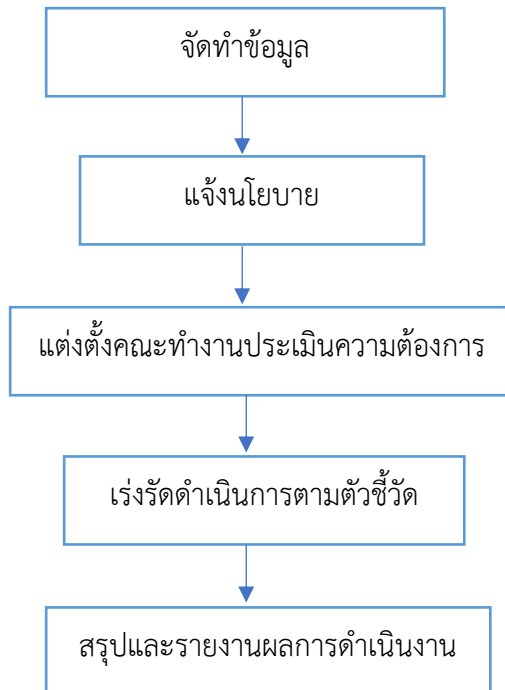 จัดทำข้อมูล
แจ้งนโยบาย
แต่งตั้งคณะทำงานประเมินความต้องการ
เร่งรัดดำเนินการตามตัวชี้วัด
สรุปและรายงานผลการดำเนินงาน